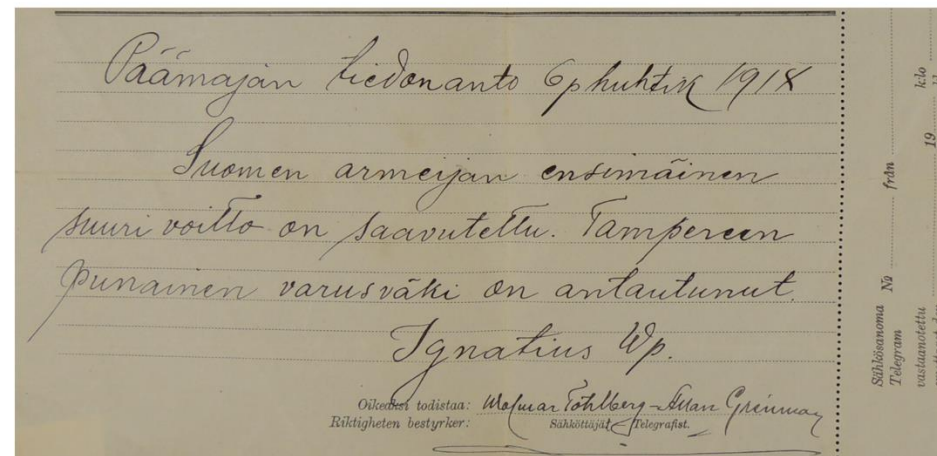 Päämajan tiedonanto 6 p huhtik 1918
Suomen armeijan ensimäinen
suuri voitto on saavutettu. Tampereen
punainen varusväki on antautunut.
Ignatius Wp.
Oikeaksi todistaa:
Riktigheten bestyrker:
Sähköttäjät, Telegrafist.
Sähkösanoma
Telegram
№
från
vastaanotettu
19
klo